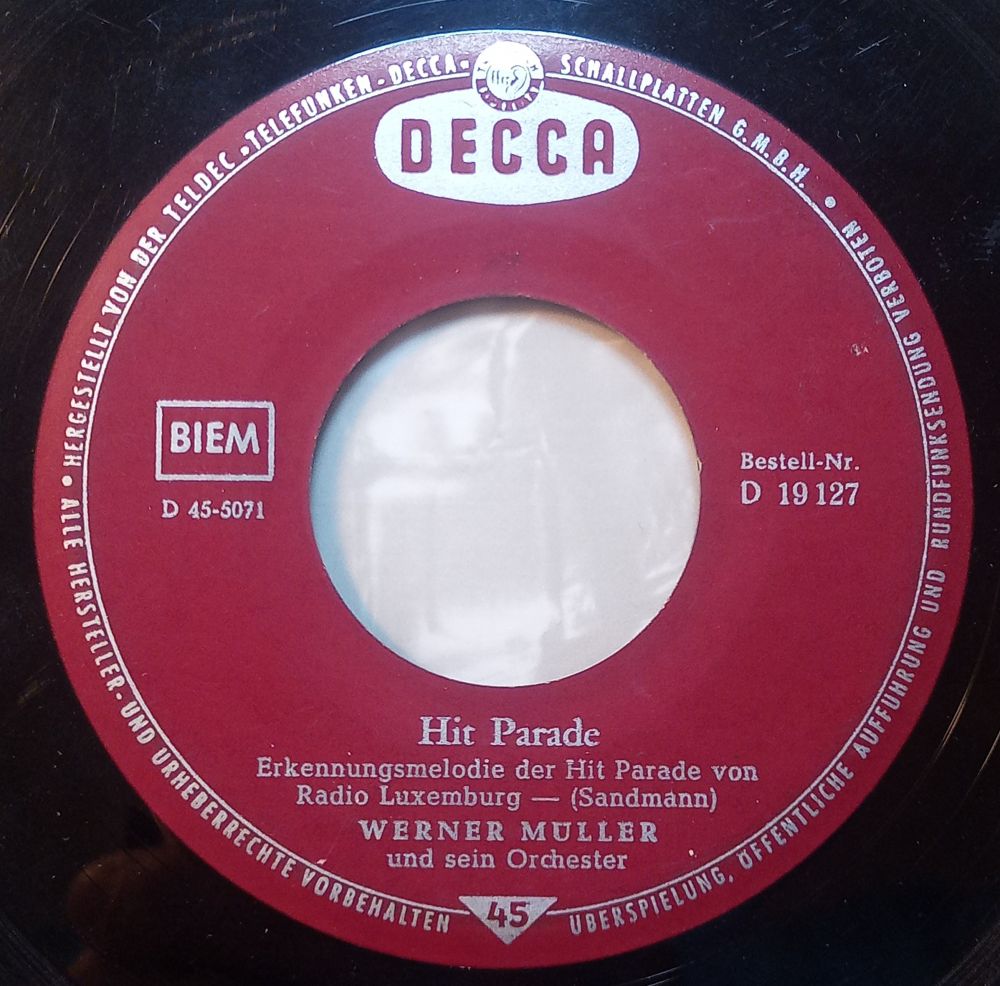 • HERGESTELLT VON DER TELDEC • TELEFUNKEN - DECCA - SCHALLPLATTEN G.M.B.H. •
DECCA
BIEM
D 45-5071
Bestell-Nr.
D 19 127
Hit Parade
Erkennungsmelodie der Hit Parade von
Radio Luxemburg — (Sandmann)
WERNER MÜLLER
und sein Orchester
45
ALLE HERSTELLER- UND URHEBERRECHTE VORBEHALTEN
ÜBERSPIELUNG, ÖFFENTLICHE AUFFÜHRUNG UND RUNDFUNKSENDUNG VERBOTEN